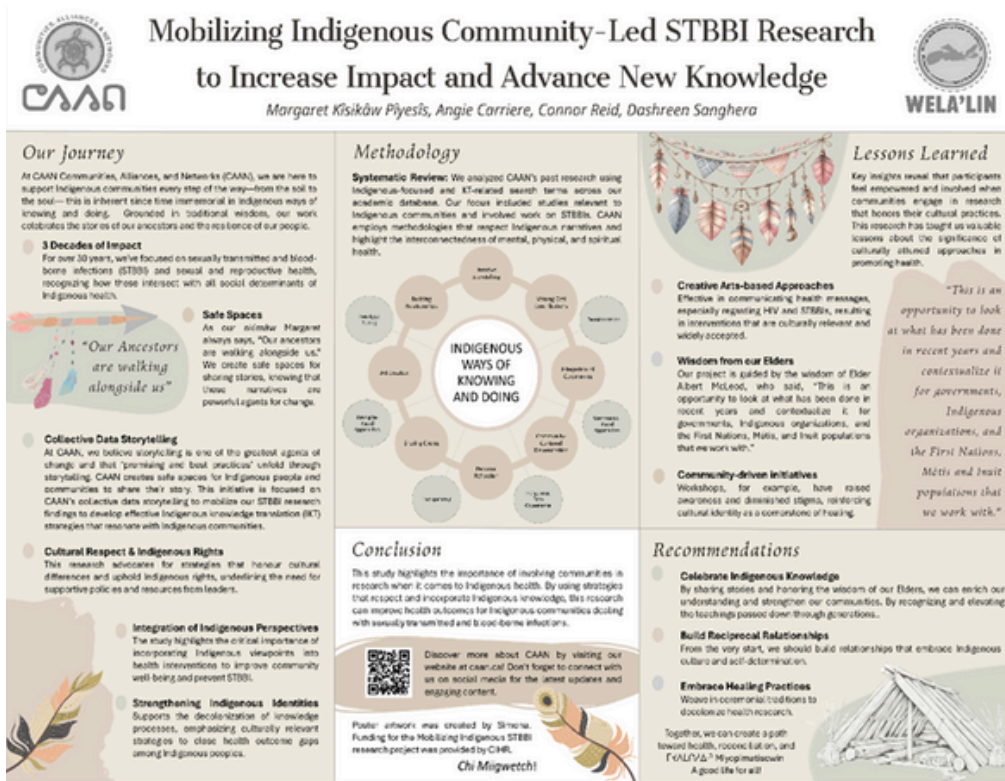 COMMUNITIES, ALLIANCES & NETWORKS
CAAN
Mobilizing Indigenous Community-Led STBBI Research
to Increase Impact and Advance New Knowledge
Margaret Kîsikâw Pîyesîs, Angie Carriere, Connor Reid, Dashreen Sanghera
WELA'LIN
Our Journey
At CAAN Communities, Alliances, and Networks (CAAN), we are here to
support Indigenous communities every step of the way—from the soil to
the soul— this is inherent since time immemorial in Indigenous ways of
knowing and doing. Grounded in traditional wisdom, our work
celebrates the stories of our ancestors and the resilience of our people.
3 Decades of Impact
For over 30 years, we've focused on sexually transmitted and blood-
borne infections (STBBI) and sexual and reproductive health,
recognizing how these intersect with all social determinants of
Indigenous health.
"Our Ancestors
are walking
alongside us"
Safe Spaces
As our Margaret
always says, "Our ancestors
are walking alongside us."
We create safe spaces for
sharing stories, knowing that
these narratives are
powerful agents for change.
Collective Data Storytelling
At CAAN, we believe storytelling is one of the greatest agents of
change and that "promising and best practices" unfold through
storytelling. CAAN creates safe spaces for Indigenous people and
communities to share their story. This initiative is focused on
CAAN's collective data storytelling to mobilize our STBBI research
findings to develop effective Indigenous knowledge translation (IKT)
strategies that resonate with Indigenous communities.
Cultural Respect & Indigenous Rights
This research advocates for strategies that honour cultural
differences and uphold Indigenous rights, underlining the need for
supportive policies and resources from leaders.
Integration of Indigenous Perspectives
The study highlights the critical importance of
incorporating Indigenous viewpoints into
health interventions to improve community
well-being and prevent STBBI.
Strengthening Indigenous Identities
Supports the decolonization of knowledge
processes, emphasizing culturally relevant
strategies to close health outcome gaps
among Indigenous peoples.
Methodology
Systematic Review: We analyzed CAAN's past research using
Indigenous-focused and KT-related search terms across our
academic database. Our focus included studies relevant to
Indigenous communities and involved work on STBBIs. CAAN
employs methodologies that respect Indigenous narratives and
highlight the interconnectedness of mental, physical, and spiritual
health.
Building
Relationships
INDIGENOUS
WAYS OF
KNOWING
AND DOING
Sharing Circles
Conclusion
This study highlights the importance of involving communities in
research when it comes to Indigenous health. By using strategies
that respect and incorporate Indigenous knowledge, this research
can improve health outcomes for Indigenous communities dealing
with sexually transmitted and blood-borne infections.
Discover more about CAAN by visiting our
website at caan.ca! Don't forget to connect with
us on social media for the latest updates and
engaging content.
Poster artwork was created by Simona.
Funding for the Mobilizing Indigenous STBBI
research project was provided by CIHR.
Chi Miigwetch!
Lessons Learned
Key insights reveal that participants
feel empowered and involved when
communities engage in research
that honors their cultural practices.
This research has taught us valuable
lessons about the significance of
culturally attuned approaches in
promoting health.
Creative Arts-based Approaches
Effective in communicating health messages,
especially regarding HIV and STBBIs, resulting
in interventions that are culturally relevant and
widely accepted.
Wisdom from our Elders
Our project is guided by the wisdom of Elder
Albert McLeod, who said, "This is an
opportunity to look at what has been done in
recent years and contextualize it for
governments, Indigenous organizations, and
the First Nations, Métis, and Inuit populations
that we work with."
Community-driven initiatives
Workshops, for example, have raised
awareness and diminished stigma, reinforcing
cultural identity as a cornerstone of healing.
"This is an
opportunity to look
at what has been done
in recent years and
contextualize it
for governments,
Indigenous
organizations, and
the First Nations,
Métis and Inuit
populations that
we work with."
Recommendations
Celebrate Indigenous Knowledge
By sharing stories and honoring the wisdom of our Elders, we can enrich our
understanding and strengthen our communities. By recognizing and elevating
the teachings passed down through generations..
Build Reciprocal Relationships
From the very start, we should build relationships that embrace Indigenous
culture and self-determination.
Embrace Healing Practices
Weave in ceremonial traditions to
decolonize health research.
Together, we can create a path
toward health, reconciliation, and
Miyopimatisowin
A good life for all!